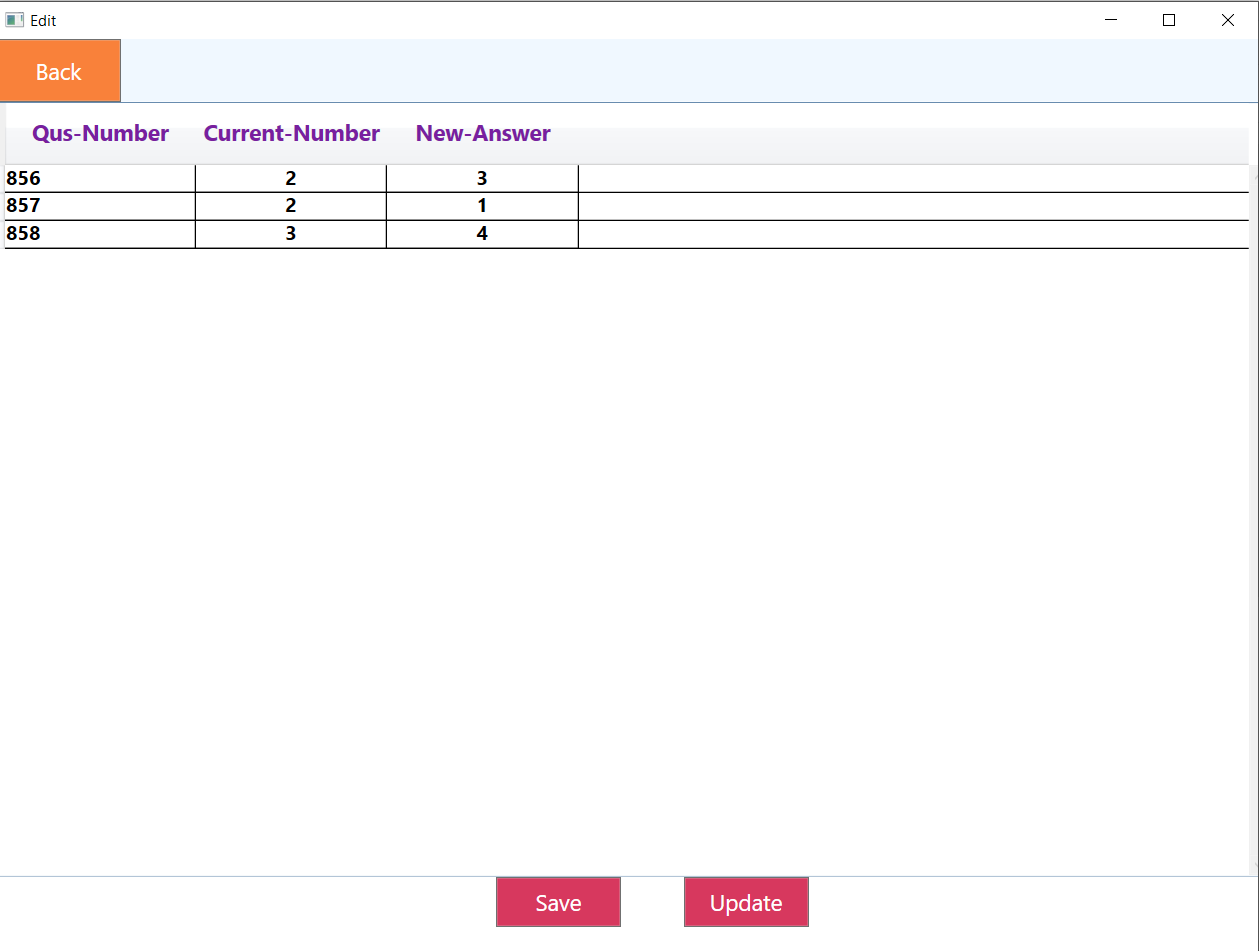 Edit
Back
Qus-Number Current-Number New-Answer
856 2 3
857 2 1
858 3 4
Save Update